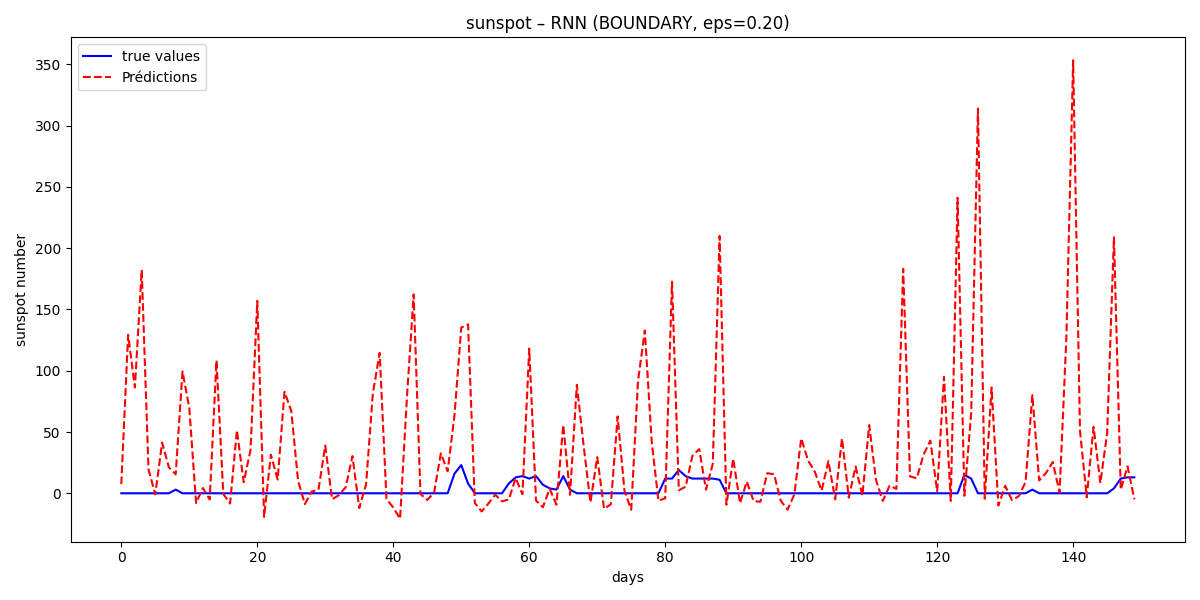 sunspot – RNN (BOUNDARY, eps=0.20)
true values
Prédictions
sunspot number
350
300
250
200
150
100
50
0
0 20 40 60 80 100 120 140
days